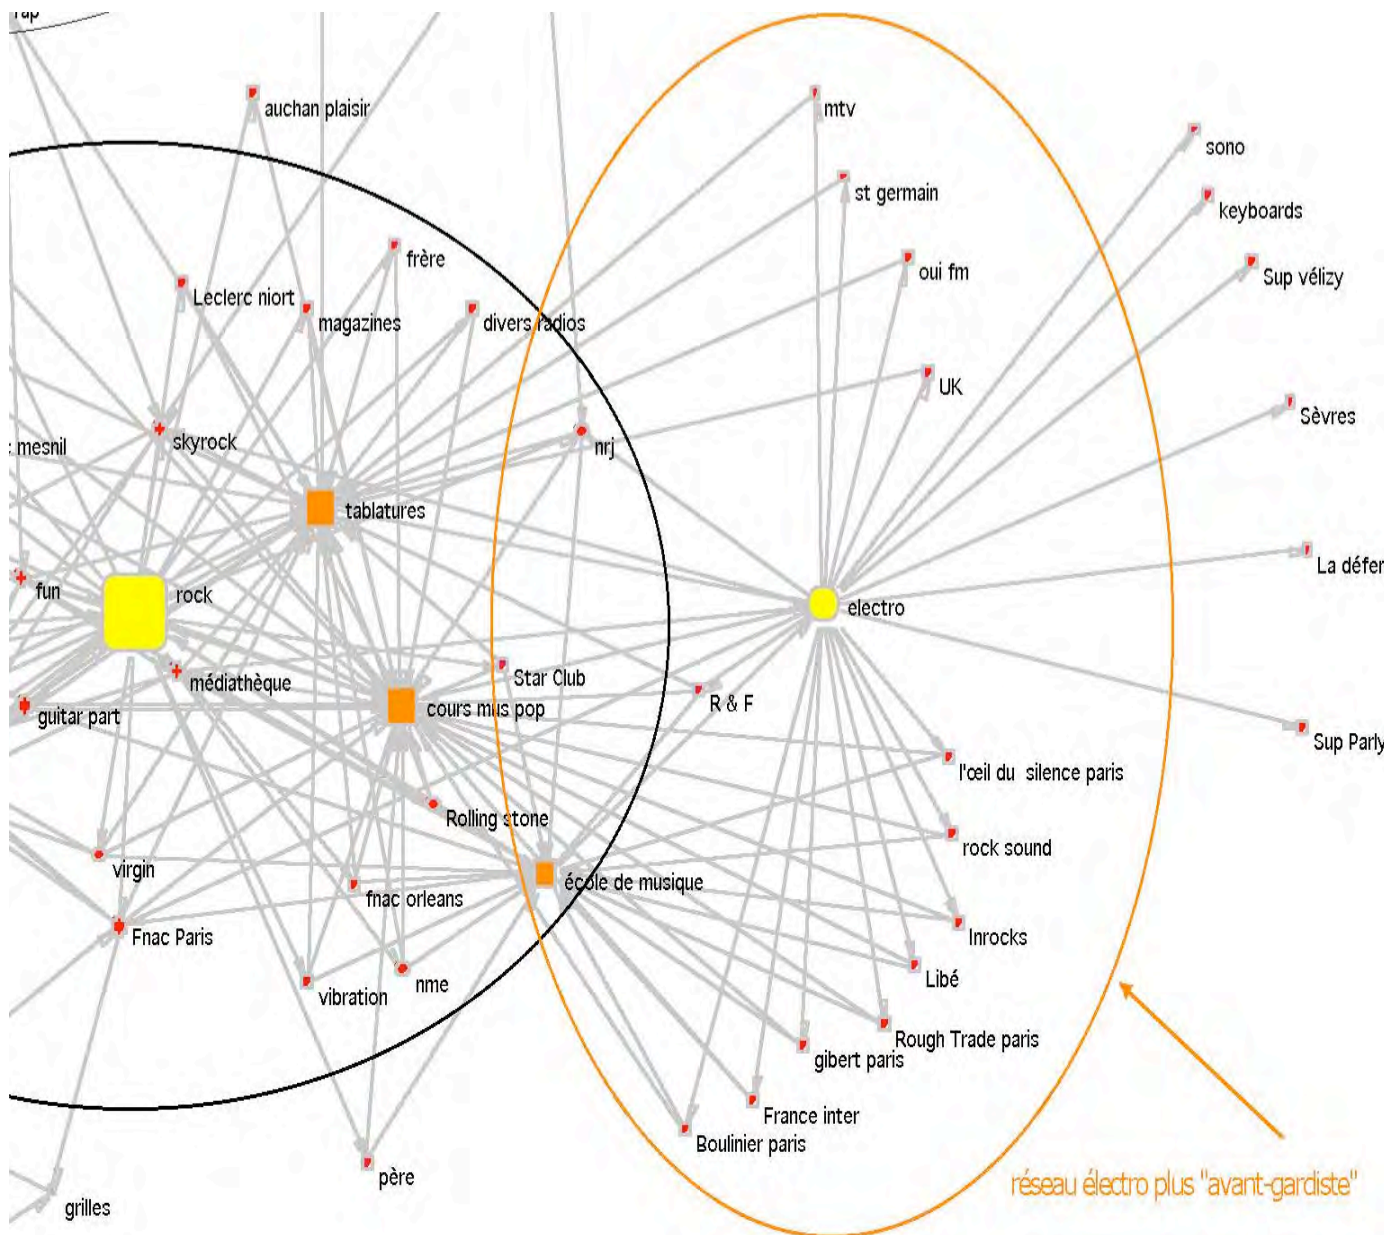 rap
auchan plaisir
mtv
sono
st germain
keyboards
frère
oui fm
Sup vélizy
Leclerc niort
magazines
divers radios
UK
Sèvres
mesnil
skyrock
nrj
tablatures
La défen
fun
rock
electro
Star Club
médiathèque
R & F
guitar part
cours mus pop
Sup Parly
l'œil du silence paris
Rolling stone
rock sound
virgin
école de musique
fnac orleans
Fnac Paris
Inrocks
Libé
nme
vibration
Rough Trade paris
gibert paris
France inter
Boulinier paris
père
réseau électro plus "avant-gardiste"
grilles